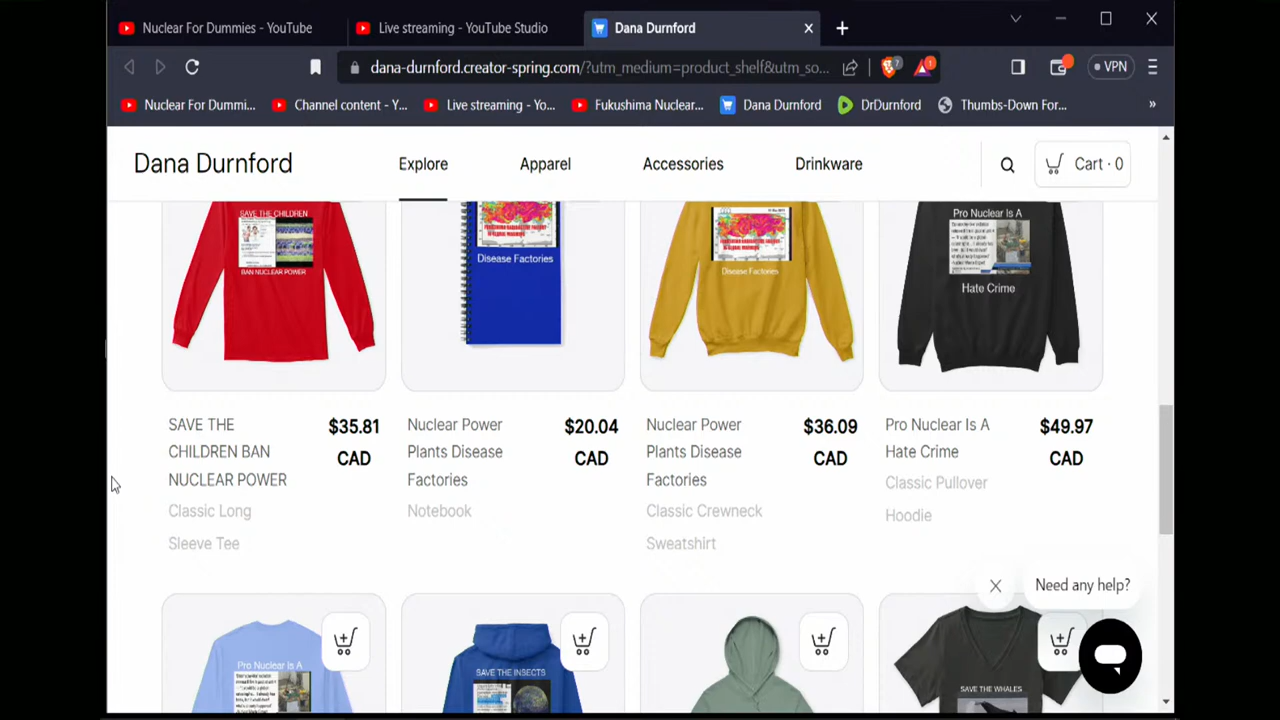 Nuclear For Dummies - YouTube
Live streaming - YouTube Studio
Dana Durnford
dana-durnford.creator-spring.com/?utm_medium=product_shelf&utm_so...
7
1
VPN
Nuclear For Dummi...
Channel content - Y...
Live streaming - Yo...
Fukushima Nuclear...
Dana Durnford
DrDurnford
Thumbs-Down For...
»
Dana Durnford
Explore
Apparel
Accessories
Drinkware
Cart · 0
SAVE THE CHILDREN
BAN NUCLEAR POWER
Disease Factories
Disease Factories
Pro Nuclear Is A
Hate Crime
SAVE THE
CHILDREN BAN
NUCLEAR POWER
$35.81
CAD
Classic Long
Sleeve Tee
Nuclear Power
Plants Disease
Factories
$20.04
CAD
Notebook
Nuclear Power
Plants Disease
Factories
$36.09
CAD
Classic Crewneck
Sweatshirt
Pro Nuclear Is A
Hate Crime
$49.97
CAD
Classic Pullover
Hoodie
Need any help?
Pro Nuclear Is A
SAVE THE INSECTS
SAVE THE WHALES